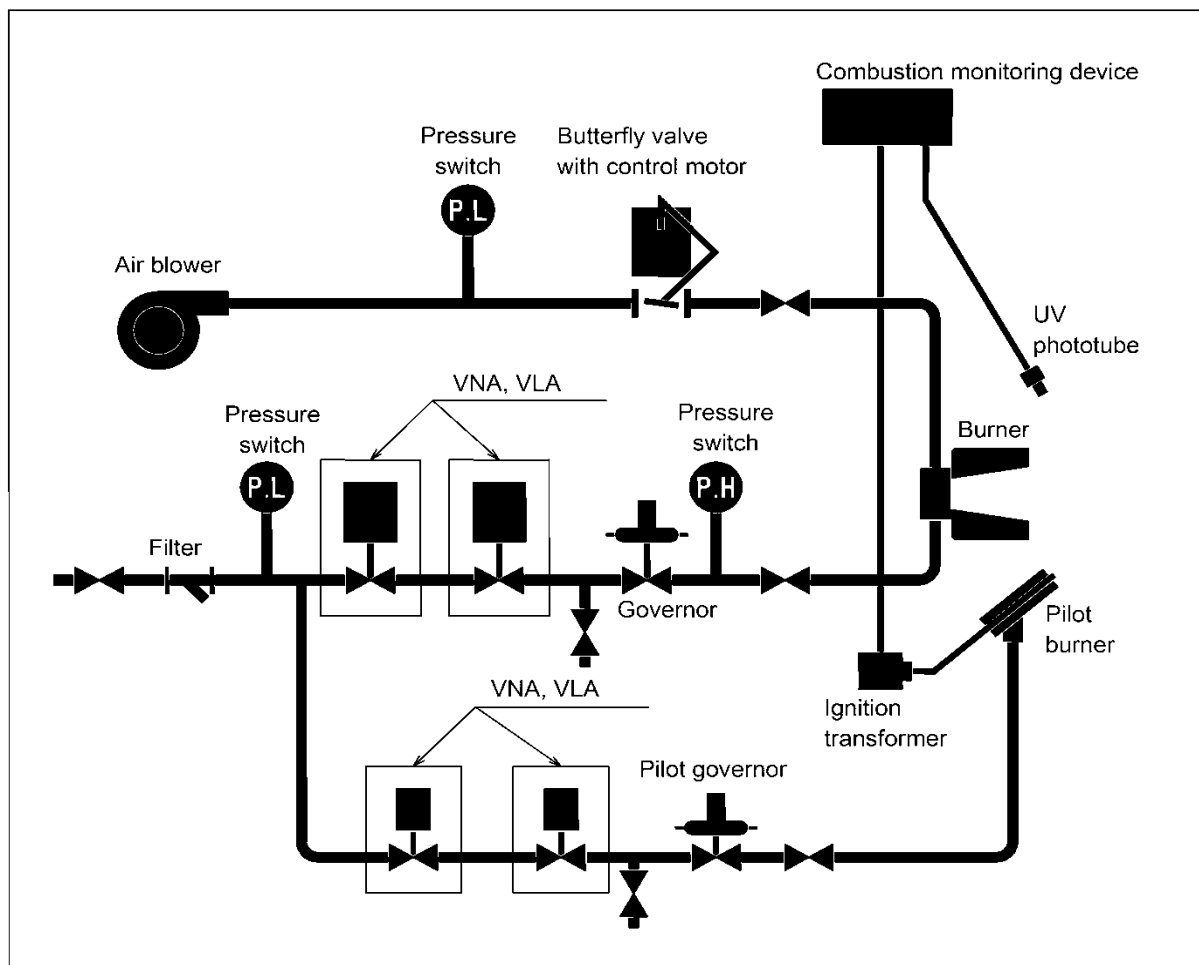 Combustion monitoring device
Pressure
switch
Butterfly valve
with control motor
P.L
Air blower
UV
phototube
VNA, VLA
Pressure
switch
Pressure
switch
Burner
P.L
P.H
Filter
Governor
Pilot
burner
VNA, VLA
Ignition
transformer
Pilot governor